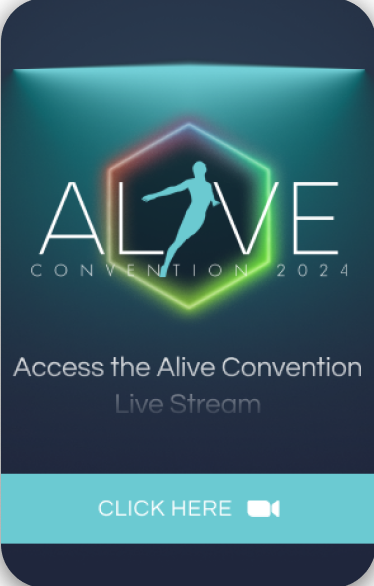 ALIVE
CONVENTION 2024
Access the Alive Convention
Live Stream
CLICK HERE